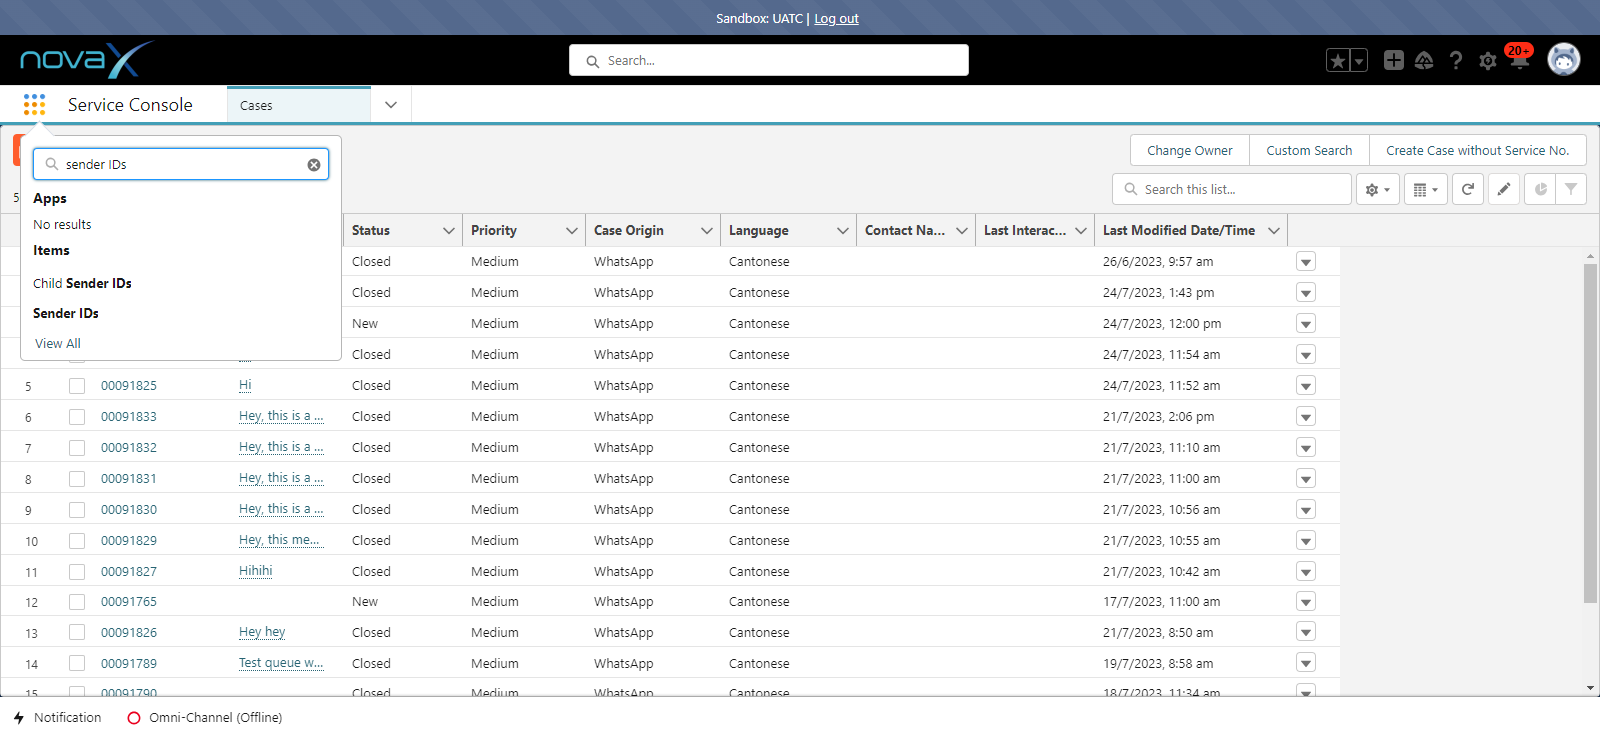 Sandbox: UATC | Log out
novaX
Search...
20+
Service Console
Cases
sender IDs
Apps
No results
Items
Child Sender IDs
Sender IDs
View All
Change Owner
Custom Search
Create Case without Service No.
5
Search this list...
Status Priority Case Origin Language Contact Na... Last Interac... Last Modified Date/Time
Closed Medium WhatsApp Cantonese 26/6/2023, 9:57 am
Closed Medium WhatsApp Cantonese 24/7/2023, 1:43 pm
New Medium WhatsApp Cantonese 24/7/2023, 12:00 pm
Closed Medium WhatsApp Cantonese 24/7/2023, 11:54 am
5 00091825 Hi Closed Medium WhatsApp Cantonese 24/7/2023, 11:52 am
6 00091833 Hey, this is a ... Closed Medium WhatsApp Cantonese 21/7/2023, 2:06 pm
7 00091832 Hey, this is a ... Closed Medium WhatsApp Cantonese 21/7/2023, 11:10 am
8 00091831 Hey, this is a ... Closed Medium WhatsApp Cantonese 21/7/2023, 11:00 am
9 00091830 Hey, this is a ... Closed Medium WhatsApp Cantonese 21/7/2023, 10:56 am
10 00091829 Hey, this me... Closed Medium WhatsApp Cantonese 21/7/2023, 10:55 am
11 00091827 Hihihi Closed Medium WhatsApp Cantonese 21/7/2023, 10:42 am
12 00091765 New Medium WhatsApp Cantonese 17/7/2023, 11:00 am
13 00091826 Hey hey Closed Medium WhatsApp Cantonese 21/7/2023, 8:50 am
14 00091789 Test queue w... Closed Medium WhatsApp Cantonese 19/7/2023, 8:58 am
15 00091790 Closed Medium WhatsApp Cantonese 18/7/2023, 11:34 am
Notification
Omni-Channel (Offline)